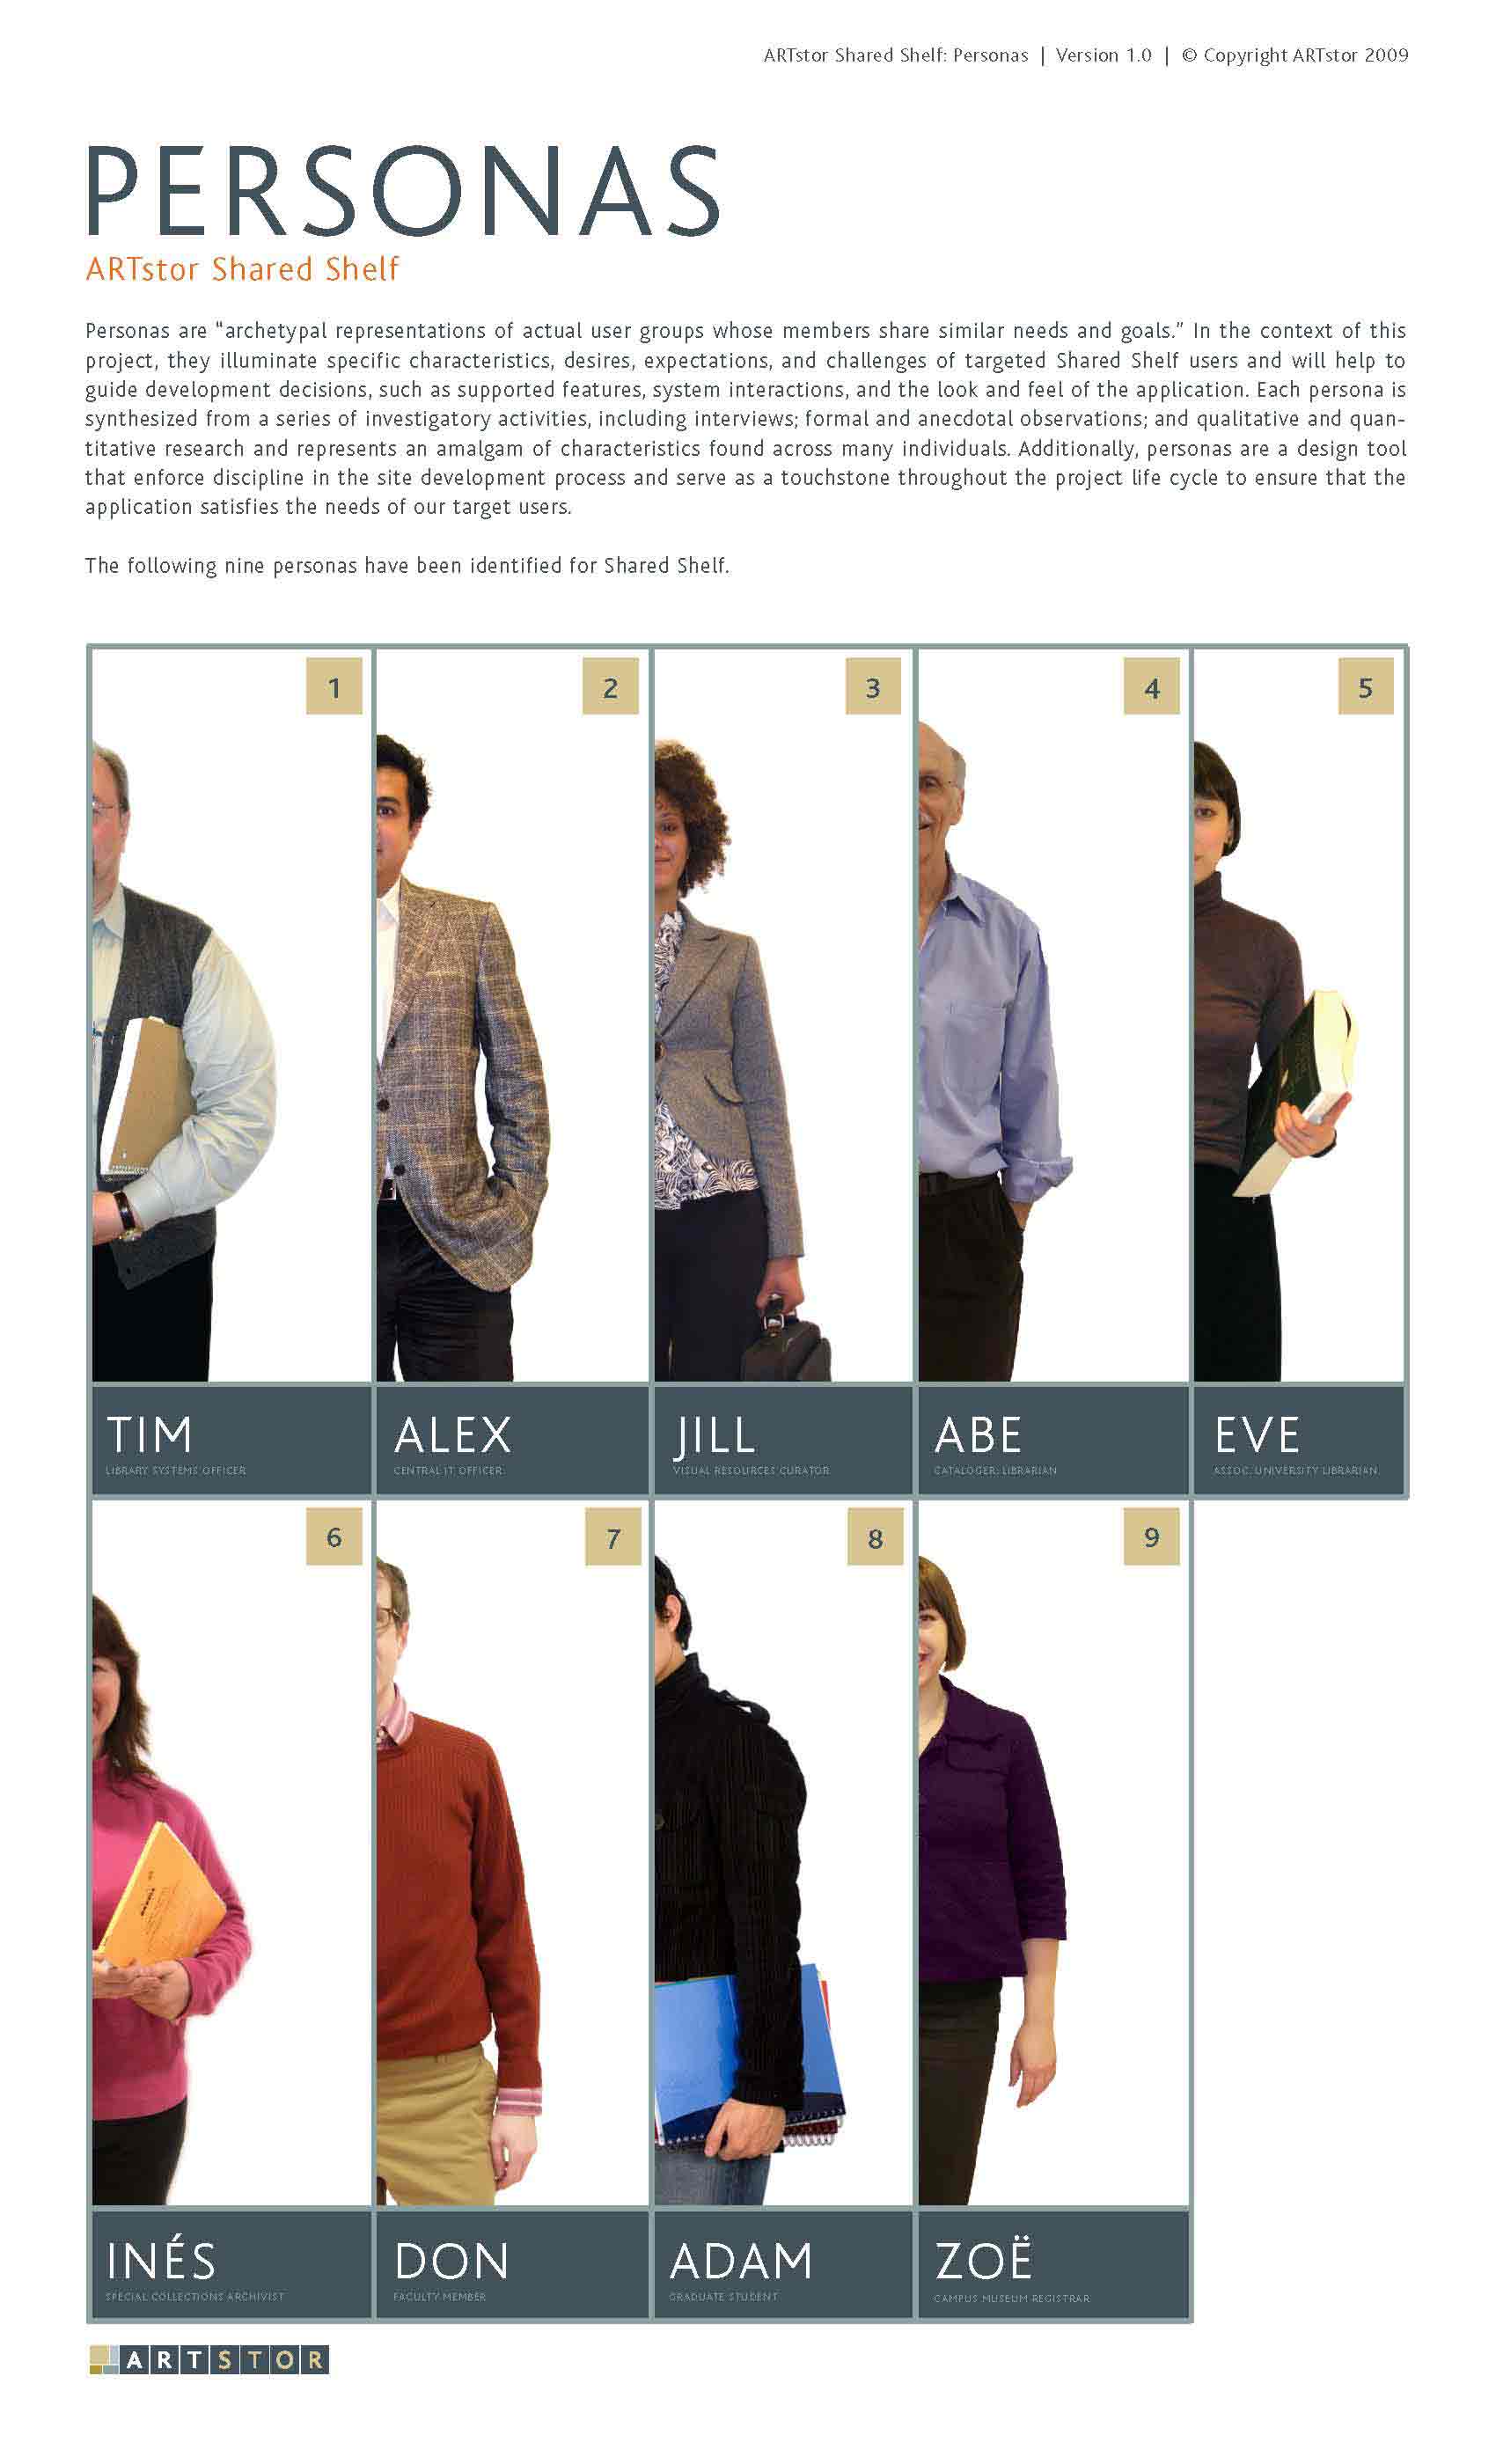 ARTstor Shared Shelf: Personas | Version 1.0 | © Copyright ARTstor 2009
PERSONAS
ARTstor Shared Shelf
Personas are “archetypal representations of actual user groups whose members share similar needs and goals.” In the context of this
project, they illuminate specific characteristics, desires, expectations, and challenges of targeted Shared Shelf users and will help to
guide development decisions, such as supported features, system interactions, and the look and feel of the application. Each persona is
synthesized from a series of investigatory activities, including interviews; formal and anecdotal observations; and qualitative and quan-
titative research and represents an amalgam of characteristics found across many individuals. Additionally, personas are a design tool
that enforce discipline in the site development process and serve as a touchstone throughout the project life cycle to ensure that the
application satisfies the needs of our target users.
The following nine personas have been identified for Shared Shelf.
1
2
3
4
5
TIM
LIBRARY SYSTEMS OFFICER
ALEX
CENTRAL IT OFFICER
JILL
VISUAL RESOURCES CURATOR
ABE
CATALOGER, LIBRARIAN
EVE
ASSOC. UNIVERSITY LIBRARIAN
6
7
8
9
INÉS
SPECIAL COLLECTIONS ARCHIVIST
DON
FACULTY MEMBER
ADAM
GRADUATE STUDENT
ZOË
CAMPUS MUSEUM REGISTRAR
ARTSTOR